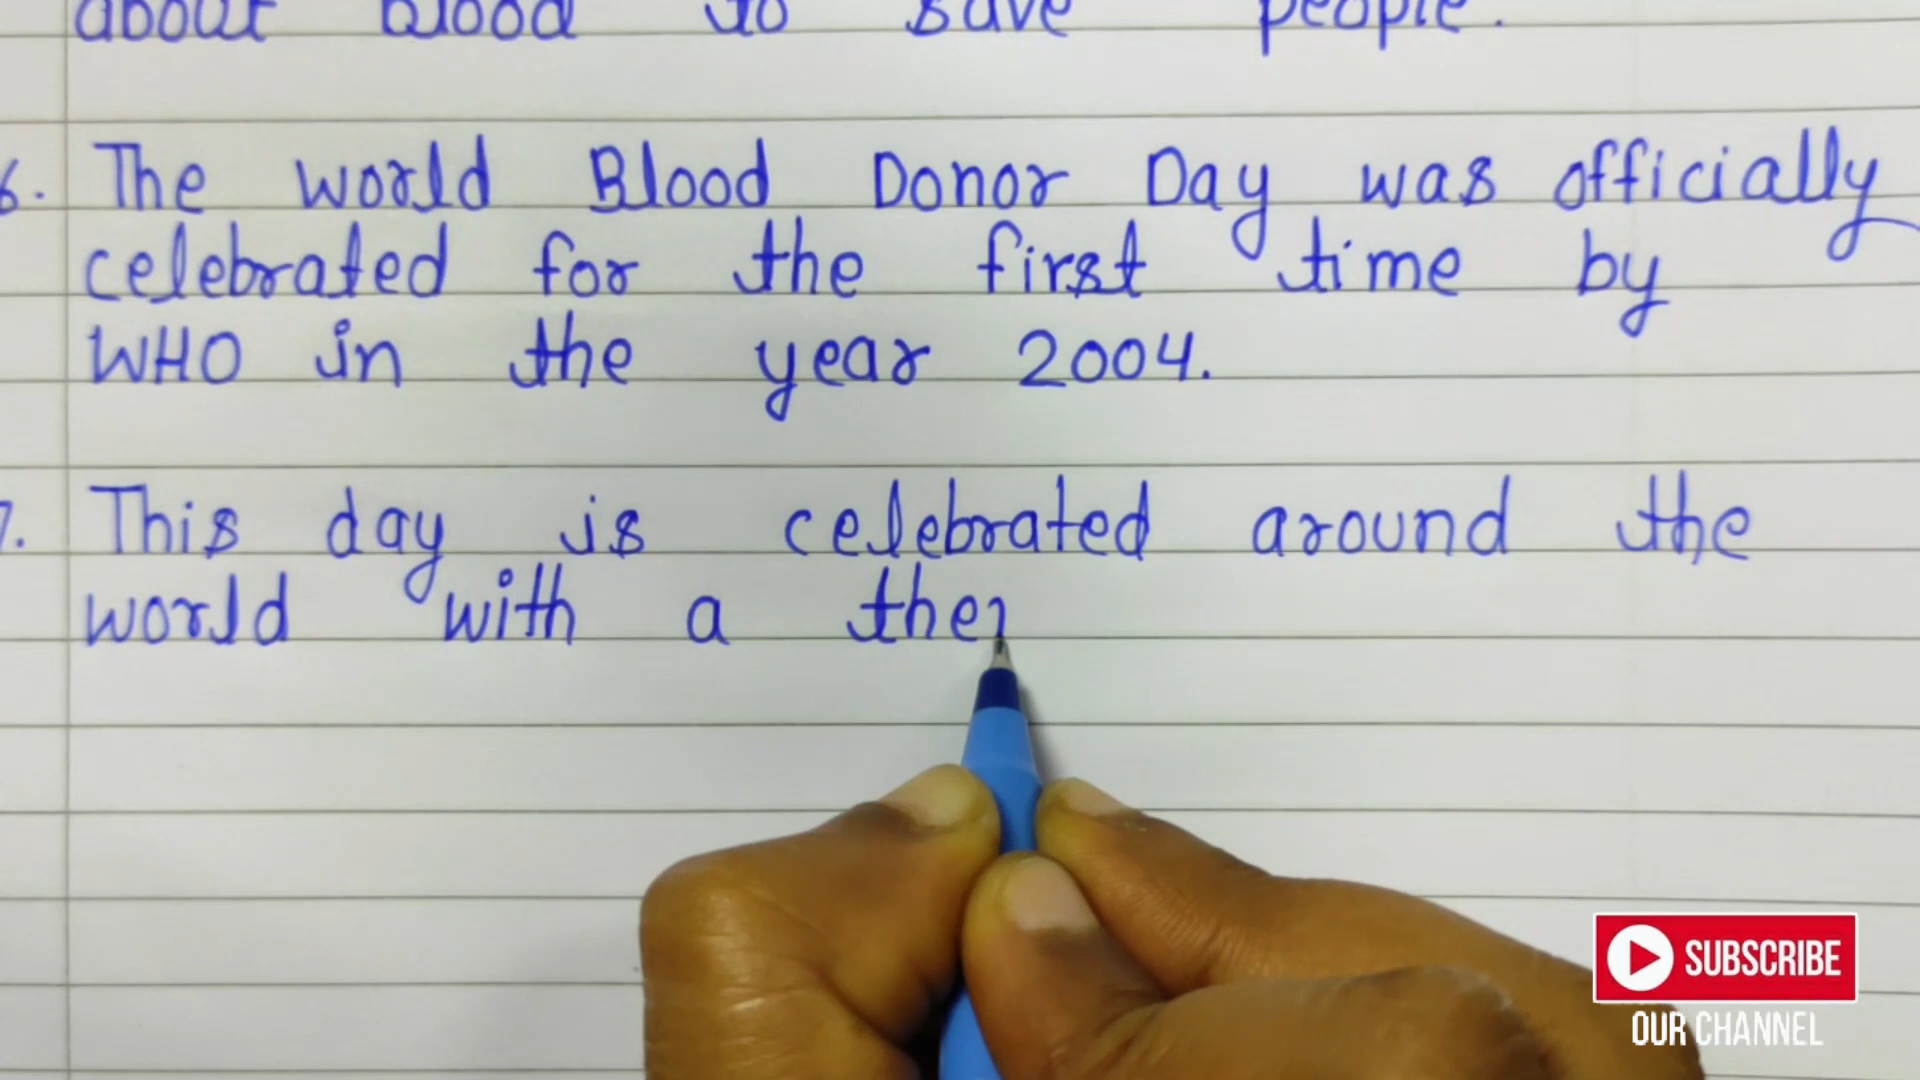 about blood to save people.
6. The world Blood Donor Day was officially
celebrated for the first time by
WHO in the year 2004.
7. This day is celebrated around the
world with a
SUBSCRIBE
OUR CHANNEL